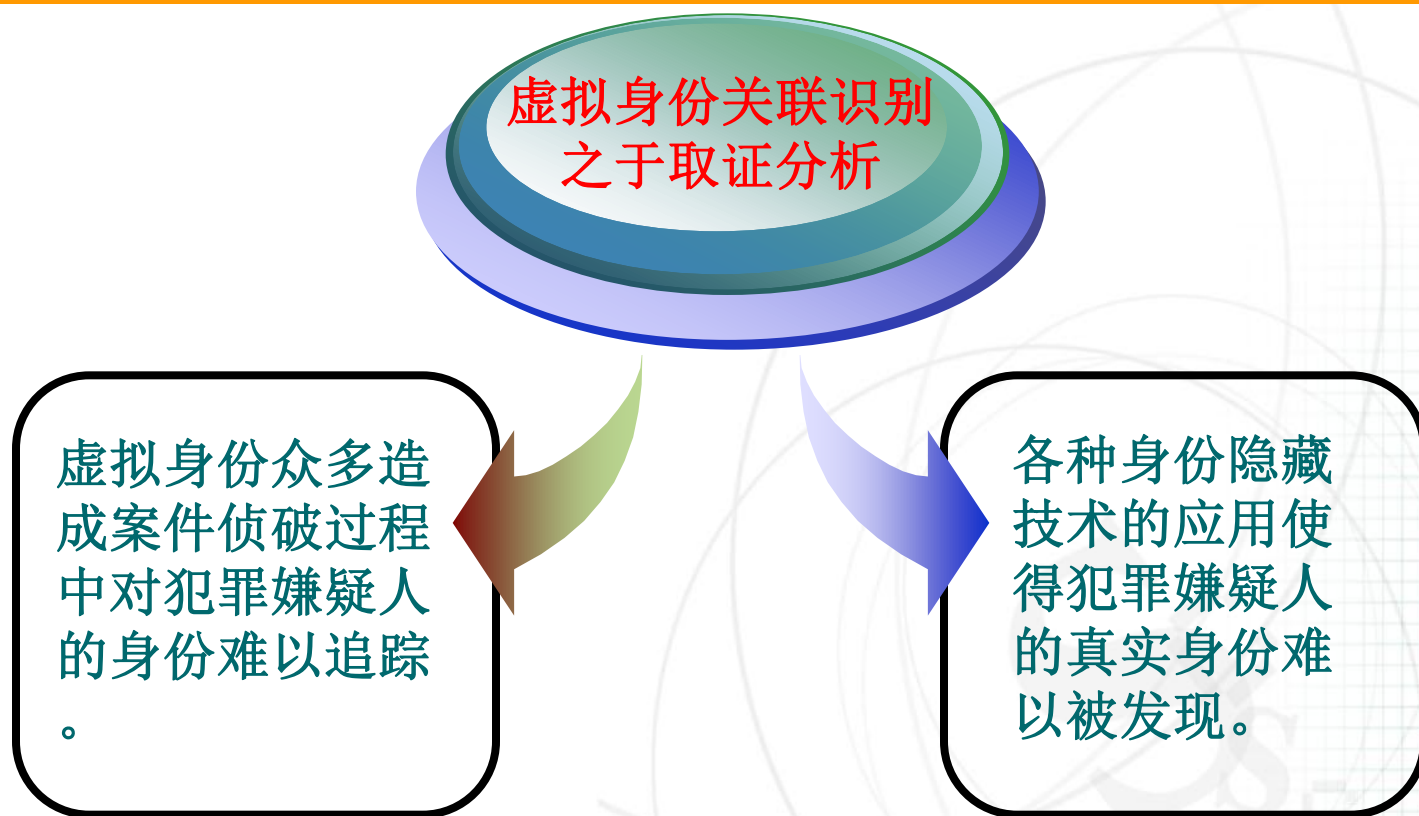 虚拟身份关联识别
之于取证分析
虚拟身份众多造
成案件侦破过程
中对犯罪嫌疑人
的身份难以追踪
。
各种身份隐藏
技术的应用使
得犯罪嫌疑人
的真实身份难
以被发现。